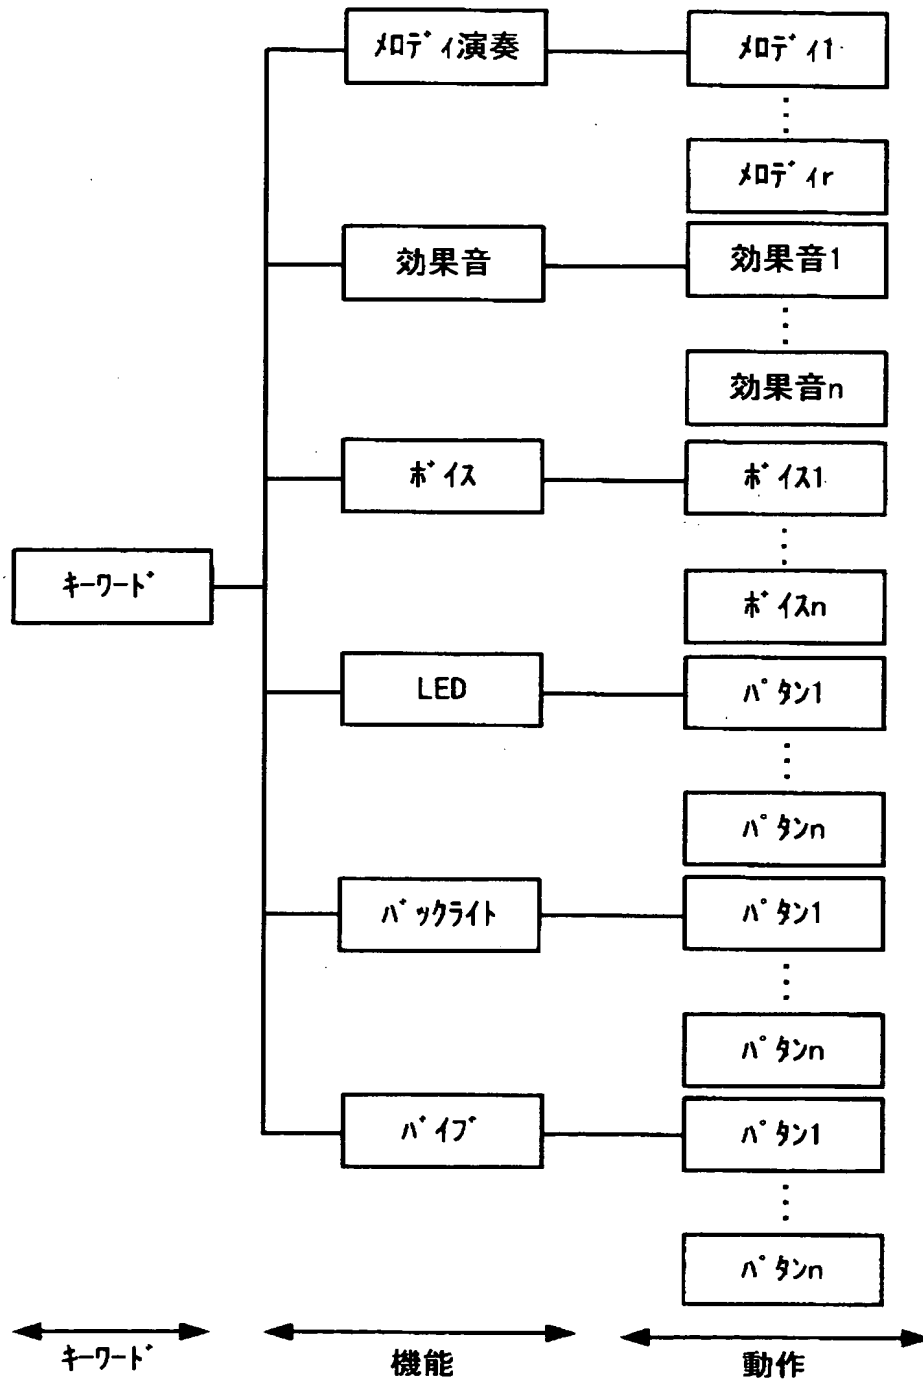 ﾒﾛﾃﾞｨ演奏
ﾒﾛﾃﾞｨ1
ﾒﾛﾃﾞｨr
効果音
効果音1
効果音n
ﾎﾞｲｽ
ﾎﾞｲｽ1
ﾎﾞｲｽn
ｷｰﾜｰﾄﾞ
LED
ﾊﾟﾀﾝ1
ﾊﾟﾀﾝn
ﾊﾞｯｸﾗｲﾄ
ﾊﾟﾀﾝ1
ﾊﾟﾀﾝn
ﾊﾞｲﾌﾞ
ﾊﾟﾀﾝ1
ﾊﾟﾀﾝn
ｷｰﾜｰﾄﾞ
機能
動作